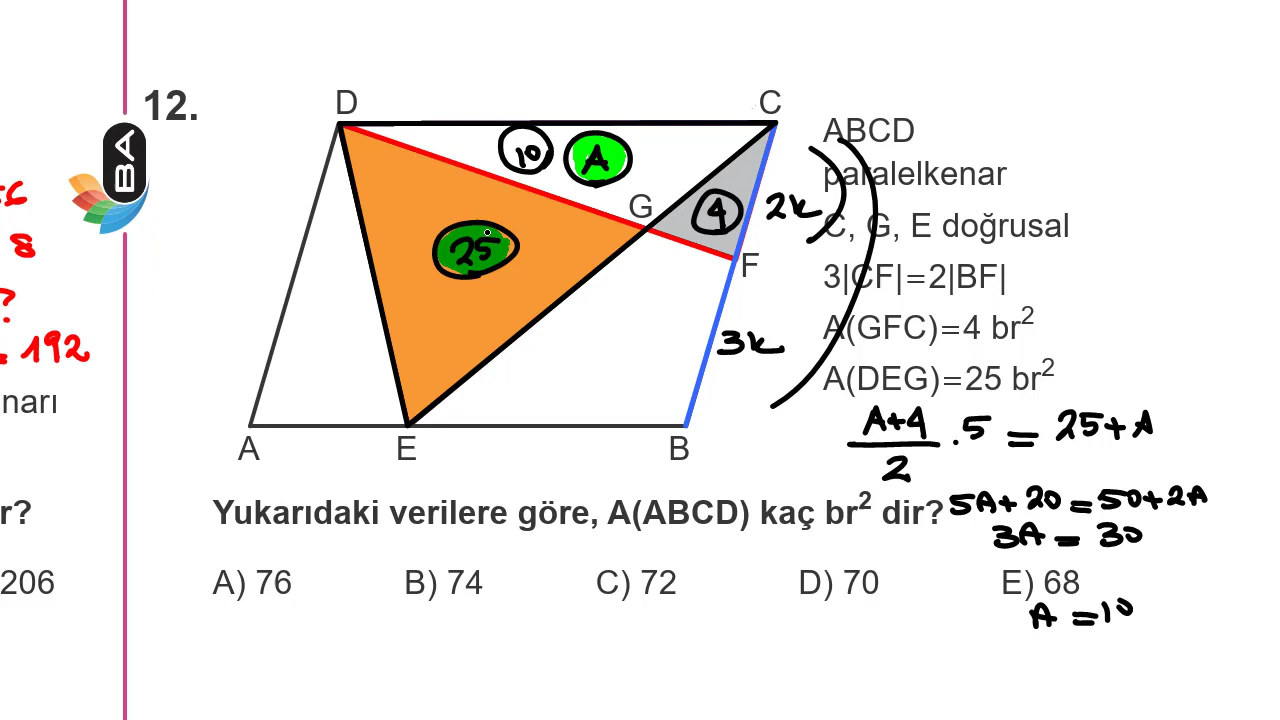 12.
BA
D
C
10
A
G
4
2k
25
F
3k
A
E
B
ABCD
paralelkenar
C, G, E doğrusal
3|CF|=2|BF|
A(GFC)=4 br²
A(DEG)=25 br²
A+4/2 . 5 = 25+A
5A+20=50+2A
3A = 30
A =10
Yukarıdaki verilere göre, A(ABCD) kaç br² dir?
A) 76 B) 74 C) 72 D) 70 E) 68
8
?
192
narı
r?
206